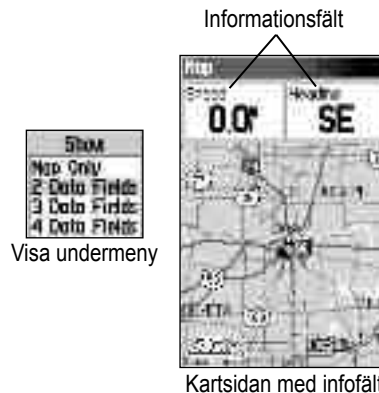 Informationsfält
Map
Speed
Heading
0.0
SE
Show
Map Only
2 Data Fields
3 Data Fields
4 Data Fields
Visa undermeny
Kartsidan med infofält